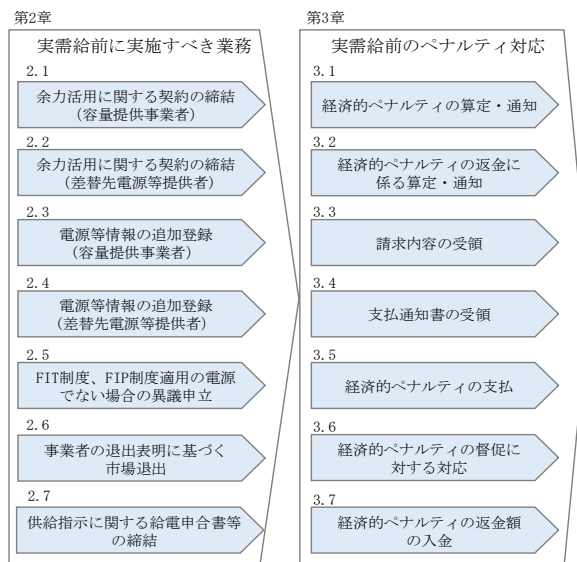 第2章
実需給前に実施すべき業務
2.1
余力活用に関する契約の締結
(容量提供事業者)
2.2
余力活用に関する契約の締結
(差替先電源等提供者)
2.3
電源等情報の追加登録
(容量提供事業者)
2.4
電源等情報の追加登録
(差替先電源等提供者)
2.5
FIT制度、FIP制度適用の電源
でない場合の異議申立
2.6
事業者の退出表明に基づく
市場退出
2.7
供給指示に関する給電申合書等
の締結
第3章
実需給前のペナルティ対応
3.1
経済的ペナルティの算定・通知
3.2
経済的ペナルティの返金に
係る算定・通知
3.3
請求内容の受領
3.4
支払通知書の受領
3.5
経済的ペナルティの支払
3.6
経済的ペナルティの督促に
対する対応
3.7
経済的ペナルティの返金額
の入金